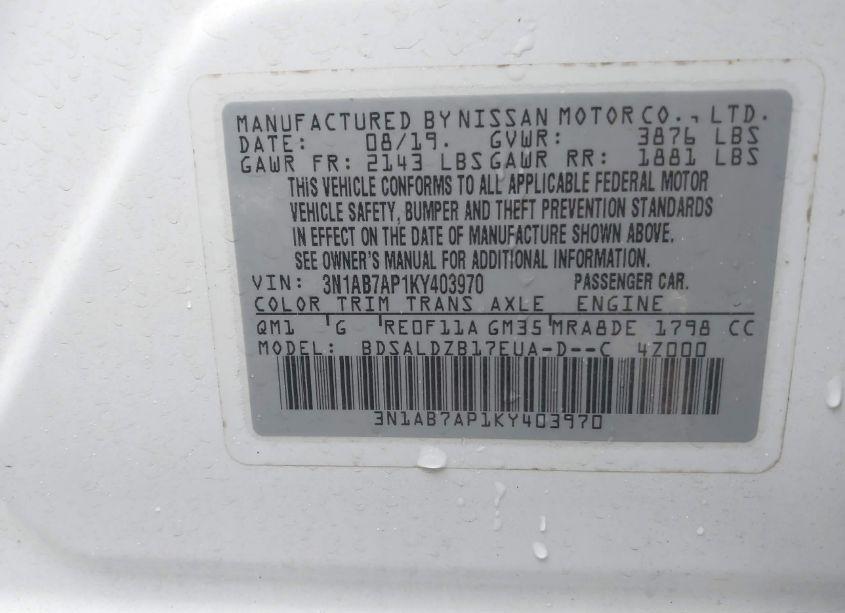 MANUFACTURED BY NISSAN MOTOR CO., LTD.
DATE: 08/19. GVWR: 3876 LBS
GAWR FR: 2143 LBS GAWR RR: 1881 LBS
THIS VEHICLE CONFORMS TO ALL APPLICABLE FEDERAL MOTOR
VEHICLE SAFETY, BUMPER AND THEFT PREVENTION STANDARDS
IN EFFECT ON THE DATE OF MANUFACTURE SHOWN ABOVE.
SEE OWNER'S MANUAL FOR ADDITIONAL INFORMATION.
VIN: 3N1AB7AP1KY403970 PASSENGER CAR.
COLOR TRIM TRANS AXLE ENGINE
QM1 G RE0F11A GM35 MRA8DE 1798 CC
MODEL: BDSALDZB17EUA-D--C 4Z000
3N1AB7AP1KY403970